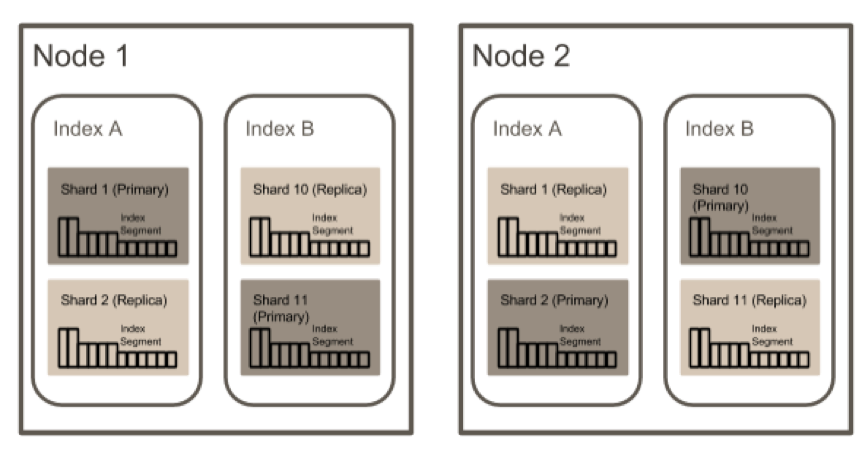 Node 1
Index A
Shard 1 (Primary)
Index
Segment
Shard 2 (Replica)
Index
Segment
Index B
Shard 10 (Replica)
Index
Segment
Shard 11
(Primary)
Index
Segment
Node 2
Index A
Shard 1 (Replica)
Index
Segment
Shard 2 (Primary)
Index
Segment
Index B
Shard 10
(Primary)
Index
Segment
Shard 11 (Replica)
Index
Segment